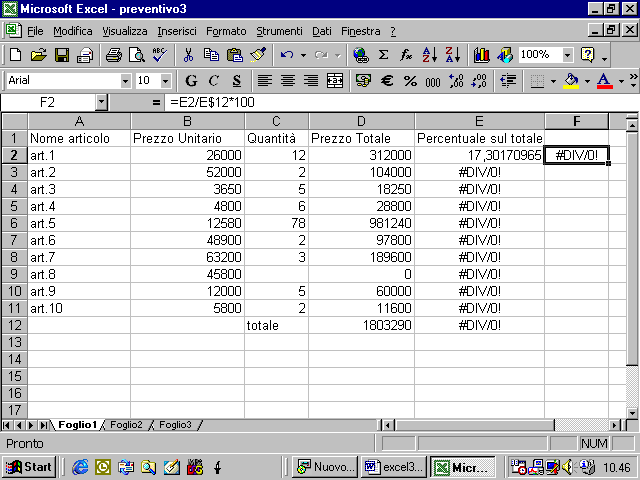 Microsoft Excel - preventivo3
File Modifica Visualizza Inserisci Formato Strumenti Dati Finestra ?
100%
Arial 10 G C S € % 000
F2 = =E2/E$12*100
A B C D E F
1 Nome articolo Prezzo Unitario Quantità Prezzo Totale Percentuale sul totale
2 art.1 26000 12 312000 17,30170965 #DIV/0!
3 art.2 52000 2 104000 #DIV/0!
4 art.3 3650 5 18250 #DIV/0!
5 art.4 4800 6 28800 #DIV/0!
6 art.5 12580 78 981240 #DIV/0!
7 art.6 48900 2 97800 #DIV/0!
8 art.7 63200 3 189600 #DIV/0!
9 art.8 45800 0 #DIV/0!
10 art.9 12000 5 60000 #DIV/0!
11 art.10 5800 2 11600 #DIV/0!
12 totale 1803290 #DIV/0!
13
14
15
16
17
Foglio1 Foglio2 Foglio3
Pronto NUM
Start Nuovo... excel3... Micr... 10.46